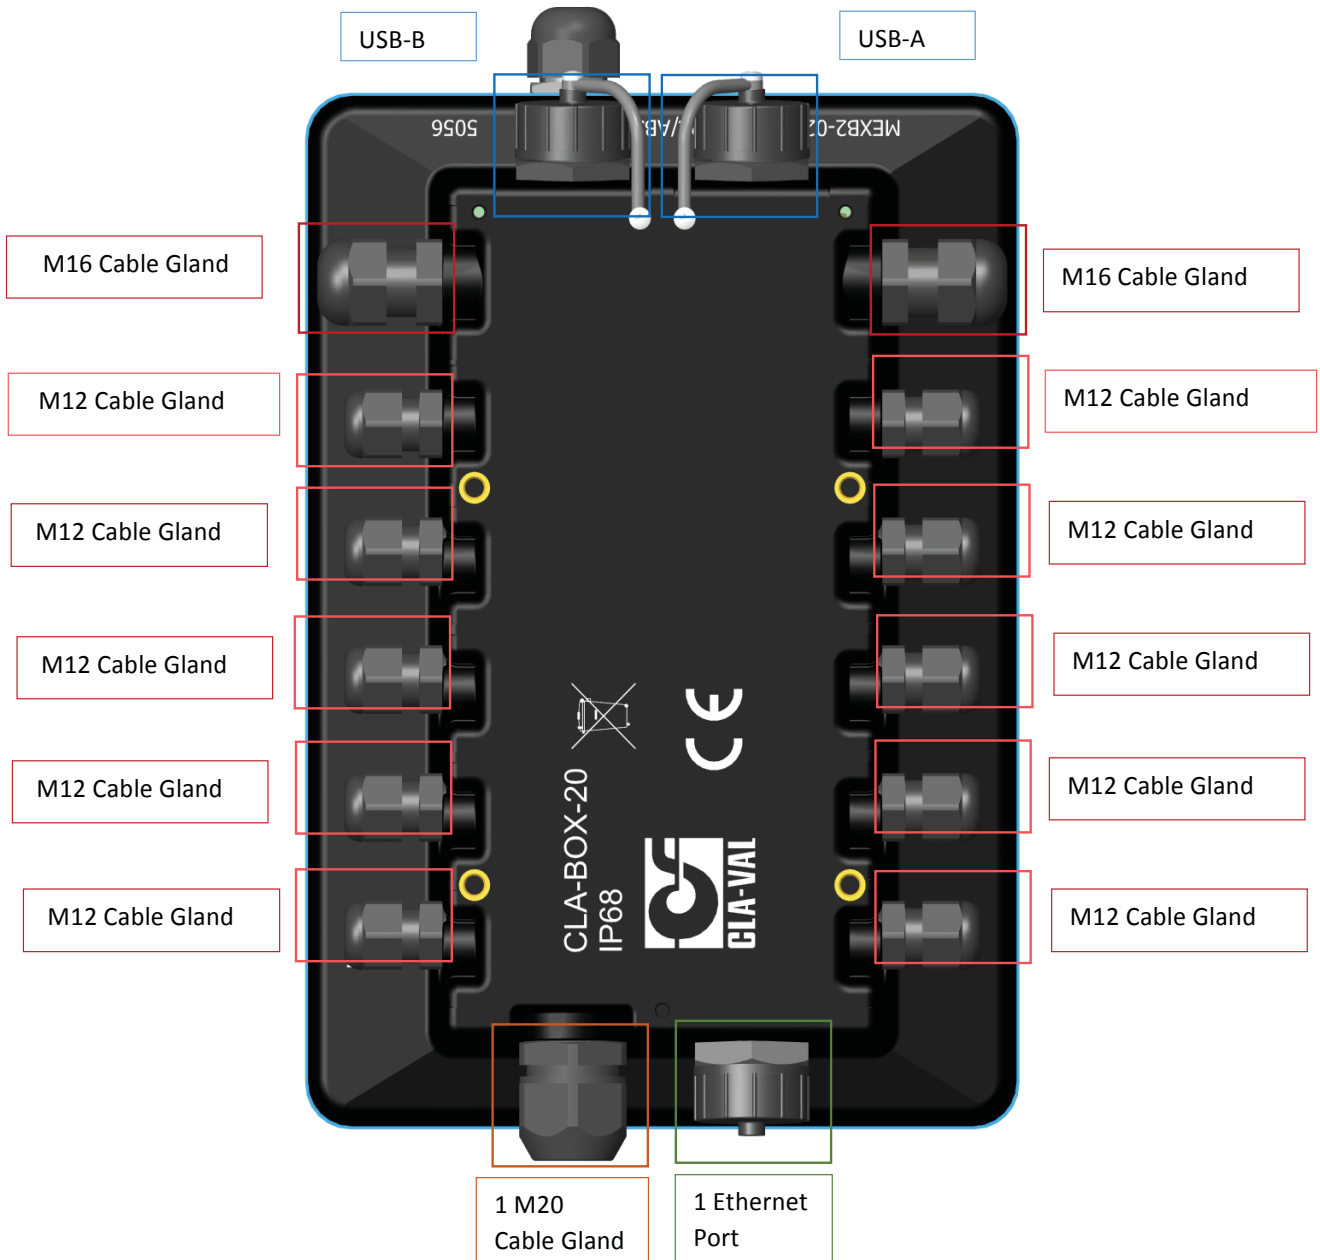 USB-B
USB-A
5056
MEXB2-02
M16 Cable Gland
M16 Cable Gland
M12 Cable Gland
M12 Cable Gland
M12 Cable Gland
M12 Cable Gland
M12 Cable Gland
M12 Cable Gland
M12 Cable Gland
M12 Cable Gland
M12 Cable Gland
M12 Cable Gland
CLA-BOX-20
IP68
CE
CLA-VAL
1 M20
Cable Gland
1 Ethernet
Port